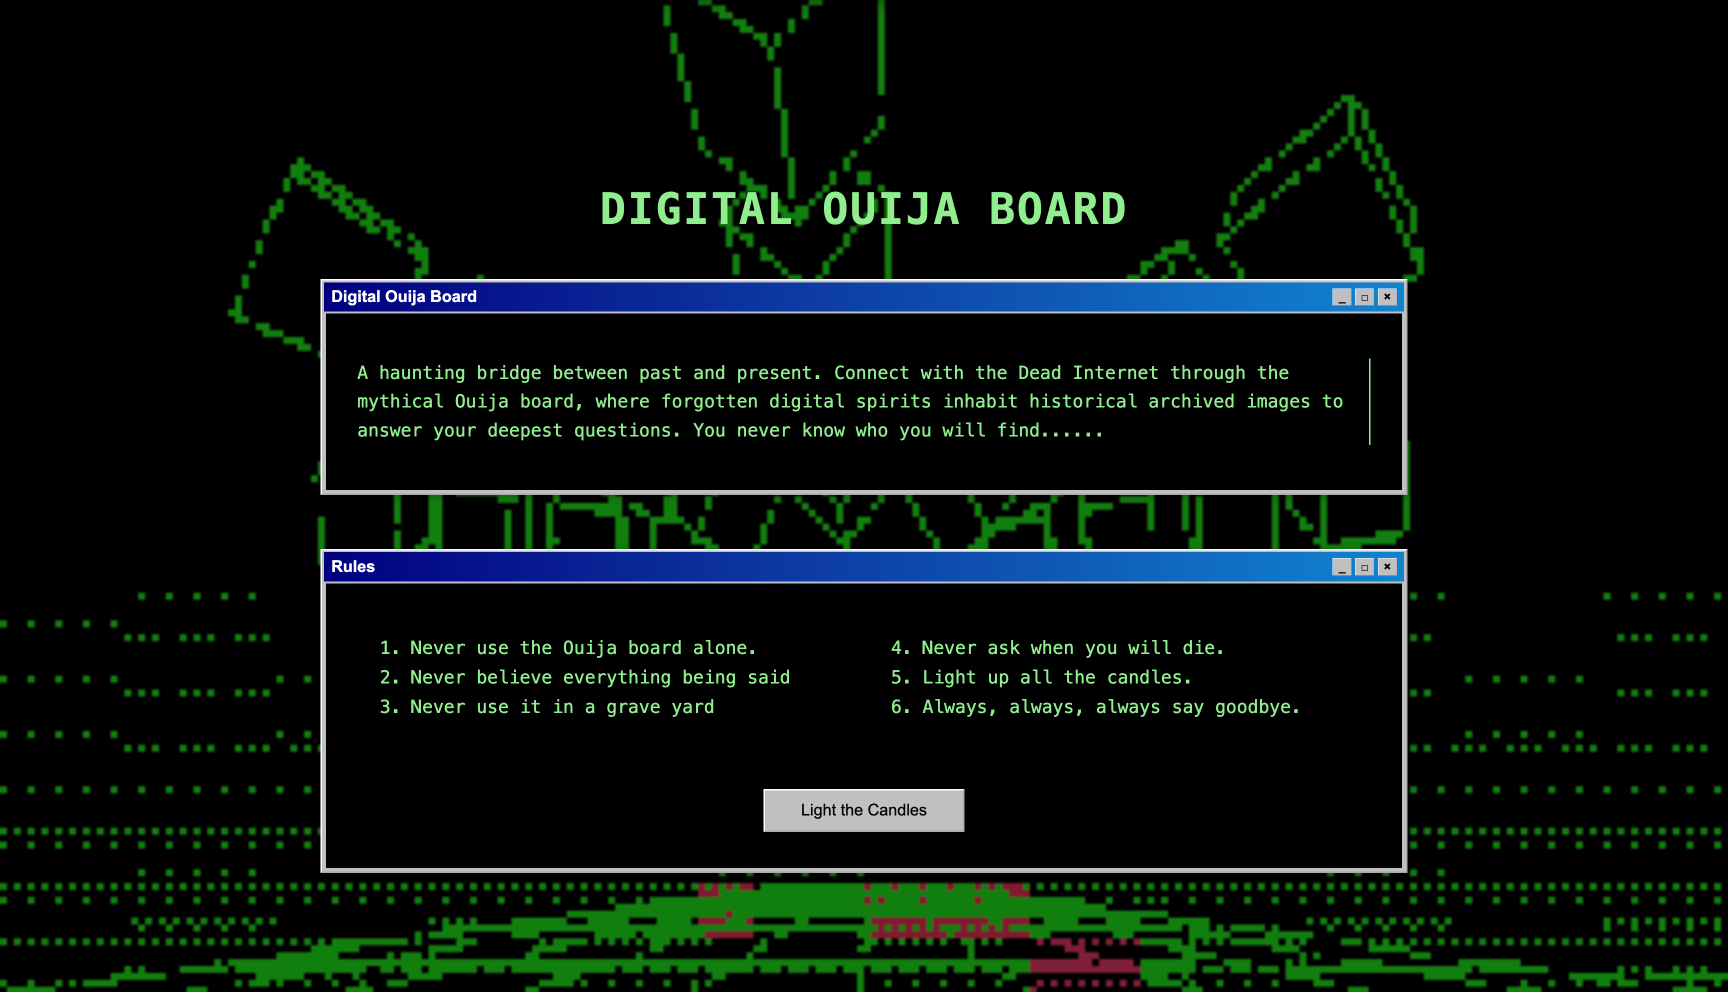 DIGITAL OUIJA BOARD
Digital Ouija Board
A haunting bridge between past and present. Connect with the Dead Internet through the
mythical Ouija board, where forgotten digital spirits inhabit historical archived images to
answer your deepest questions. You never know who you will find......
Rules
1. Never use the Ouija board alone.
2. Never believe everything being said
3. Never use it in a grave yard
4. Never ask when you will die.
5. Light up all the candles.
6. Always, always, always say goodbye.
Light the Candles